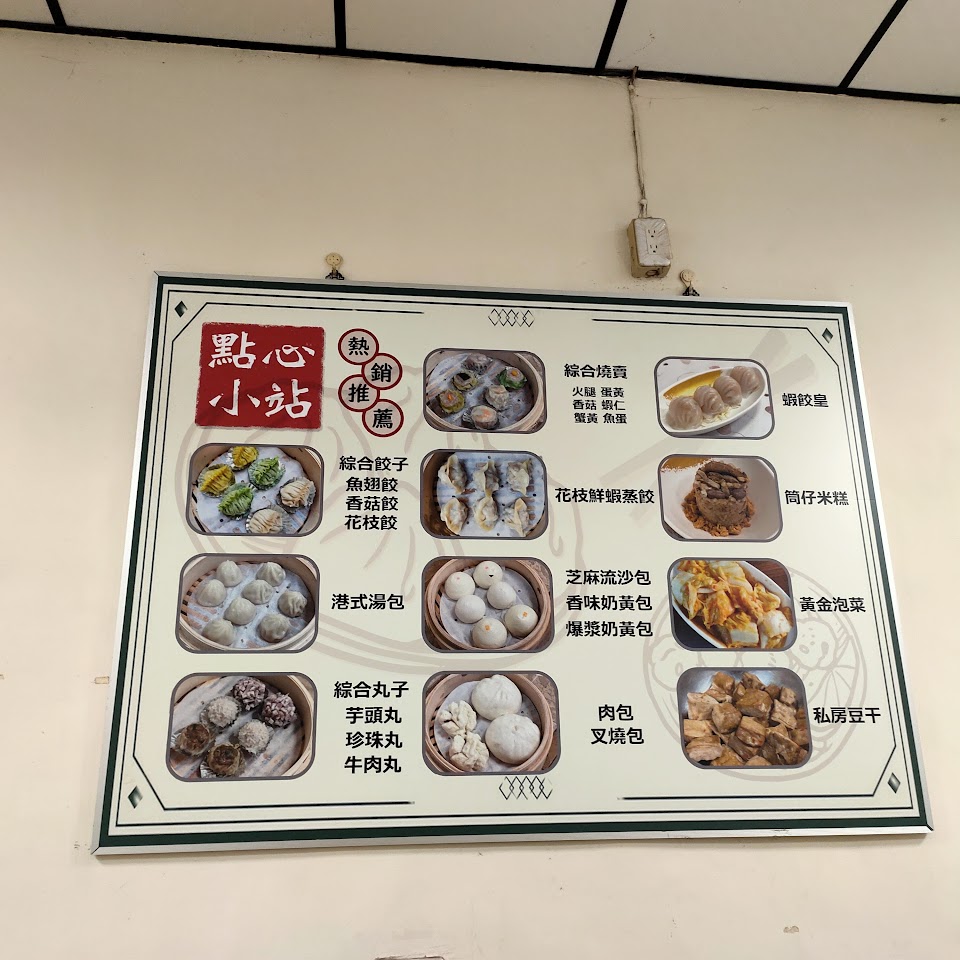 點心
小站
熱銷推薦
綜合燒賣
火腿 蛋黃
香菇 蝦仁
蟹黃 魚蛋
蝦餃皇
綜合餃子
魚翅餃
香菇餃
花枝餃
花枝鮮蝦蒸餃
筒仔米糕
港式湯包
芝麻流沙包
香味奶黃包
爆漿奶黃包
黃金泡菜
綜合丸子
芋頭丸
珍珠丸
牛肉丸
肉包
叉燒包
私房豆干